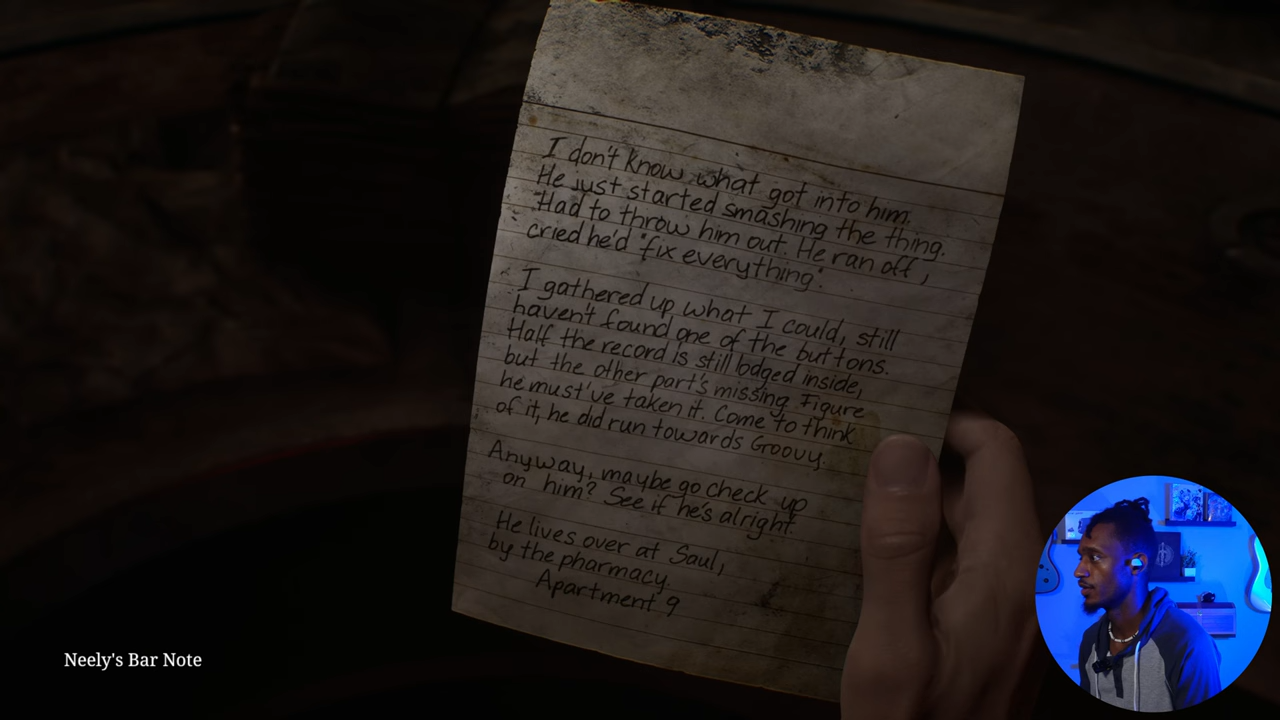 I don't know what got into him.
He just started smashing the thing.
Had to throw him out. He ran off,
cried he'd "fix everything".
I gathered up what I could, still
haven't found one of the buttons.
Half the record is still lodged inside,
but the other part's missing. Figure
he must've taken it. Come to think
of it, he did run towards Groovy.
Anyway, maybe go check up
on him? See if he's alright.
He lives over at Saul,
by the pharmacy.
Apartment 9
Neely's Bar Note